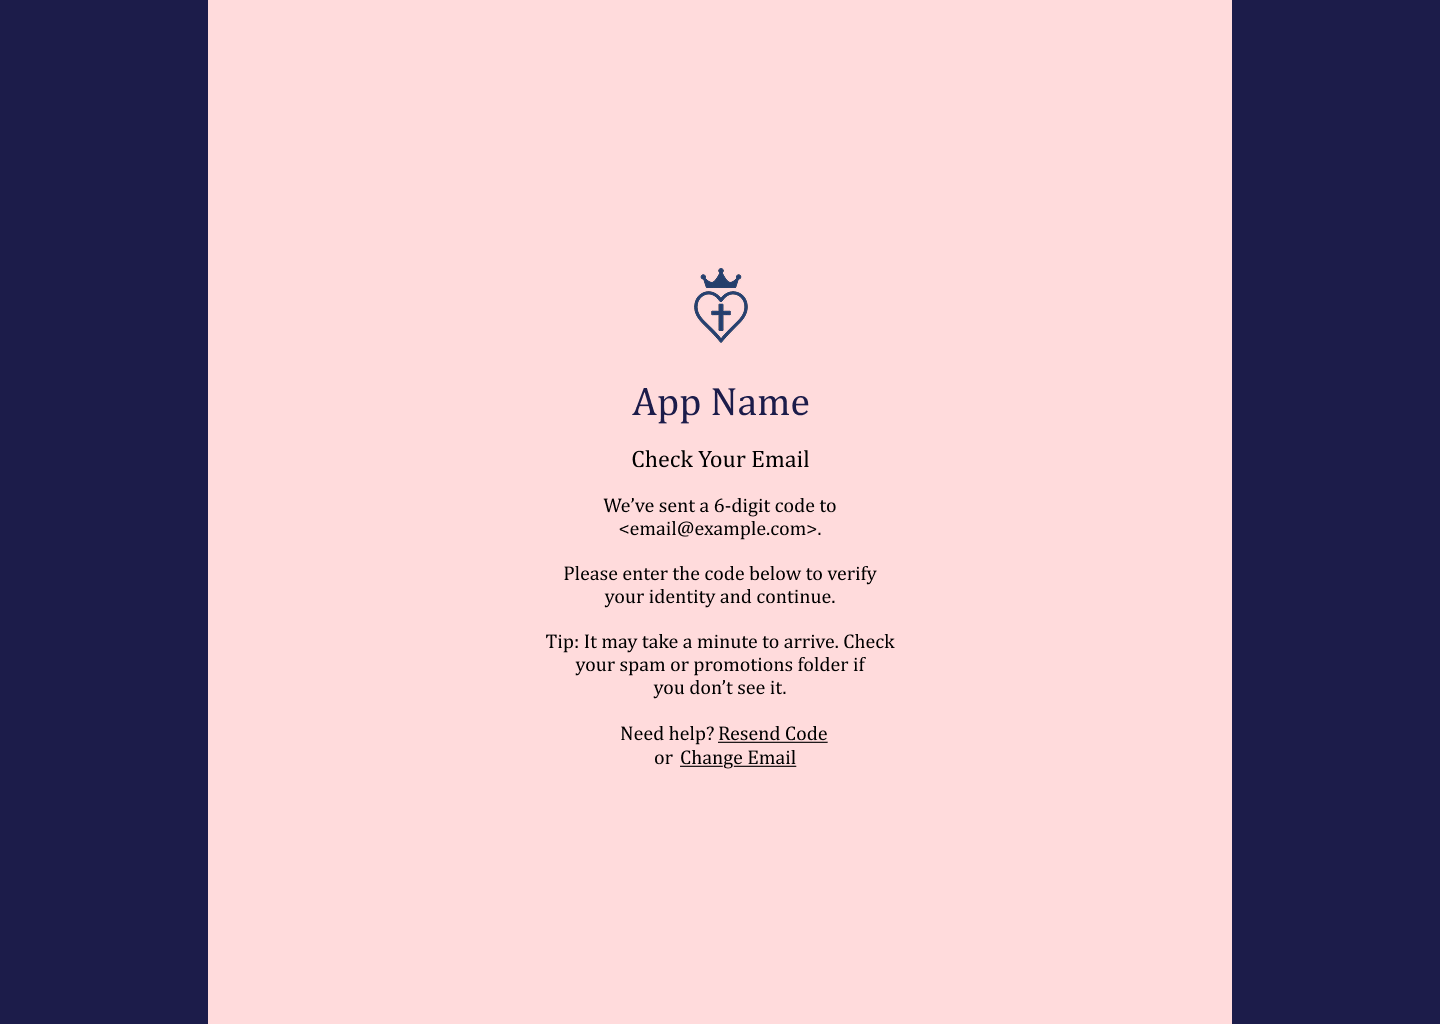 App Name
Check Your Email
We’ve sent a 6-digit code to
<email@example.com>.
Please enter the code below to verify
your identity and continue.
Tip: It may take a minute to arrive. Check
your spam or promotions folder if
you don’t see it.
Need help? Resend Code
or Change Email